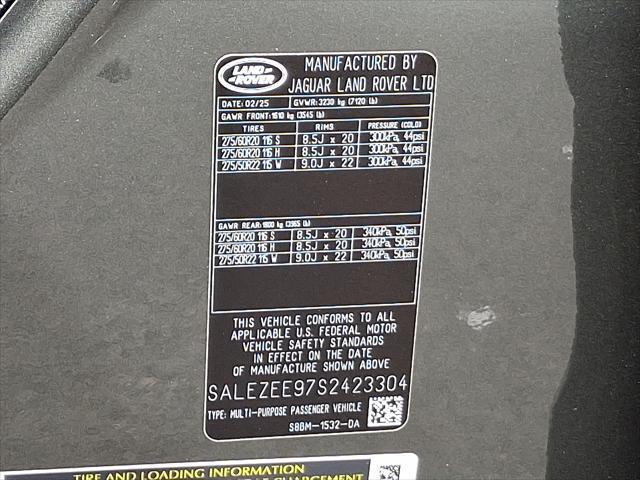 LAND ROVER
MANUFACTURED BY
JAGUAR LAND ROVER LTD
DATE: 02/25 GVWR: 3230 kg (7120 lb)
GAWR FRONT: 1610 kg (3545 lb)
TIRES RIMS PRESSURE (COLD)
275/60R20 115 S 8.5J x 20 300kPa, 44psi
275/60R20 115 H 8.5J x 20 300kPa, 44psi
275/50R22 115 W 9.0J x 22 300kPa, 44psi
GAWR REAR: 1800 kg (3965 lb)
275/60R20 116 S 8.5J x 20 340kPa, 50psi
275/60R20 116 H 8.5J x 20 340kPa, 50psi
275/50R22 115 W 9.0J x 22 340kPa, 50psi
THIS VEHICLE CONFORMS TO ALL
APPLICABLE U.S. FEDERAL MOTOR
VEHICLE SAFETY STANDARDS
IN EFFECT ON THE DATE
OF MANUFACTURE SHOWN ABOVE
SALEZEE97S2423304
TYPE: MULTI-PURPOSE PASSENGER VEHICLE
S8BM-1532-DA
TIRE AND LOADING INFORMATION